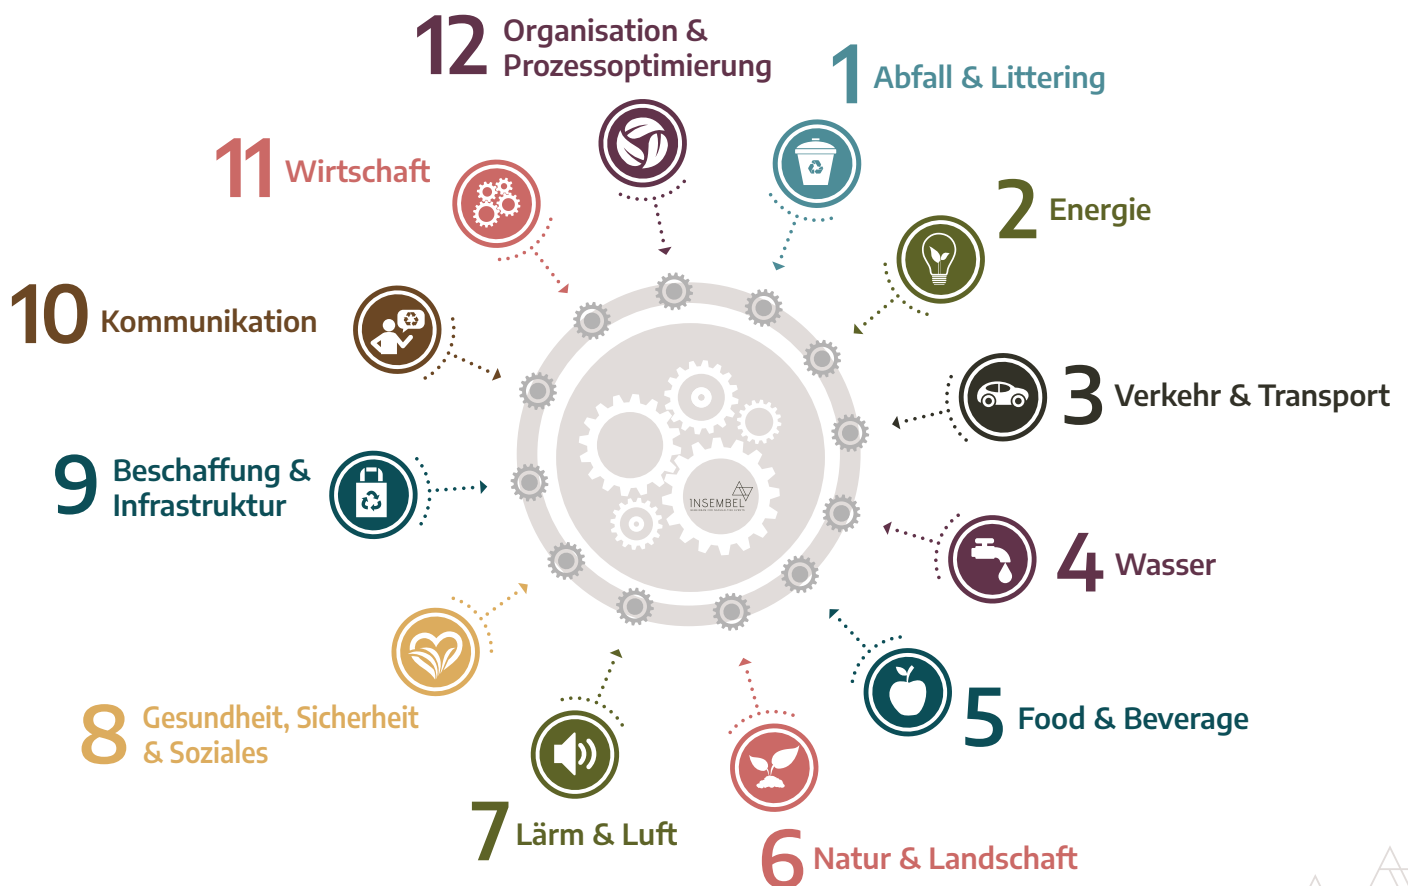 12 Organisation &
Prozessoptimierung
1 Abfall & Littering
2 Energie
3 Verkehr & Transport
4 Wasser
5 Food & Beverage
6 Natur & Landschaft
7 Lärm & Luft
8 Gesundheit, Sicherheit
& Soziales
9 Beschaffung &
Infrastruktur
10 Kommunikation
11 Wirtschaft
INSEMBEL